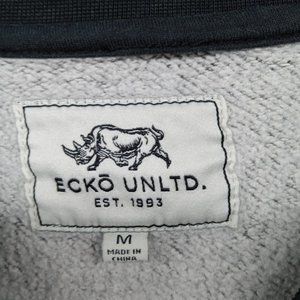 ECKŌ UNLTD.
EST. 1993
M
MADE IN
CHINA